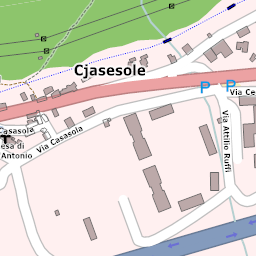 Cjasesole
P P
Via Ce
Casasola
Via Casasola
esa di
Antonio
Via Attilio Ruffi